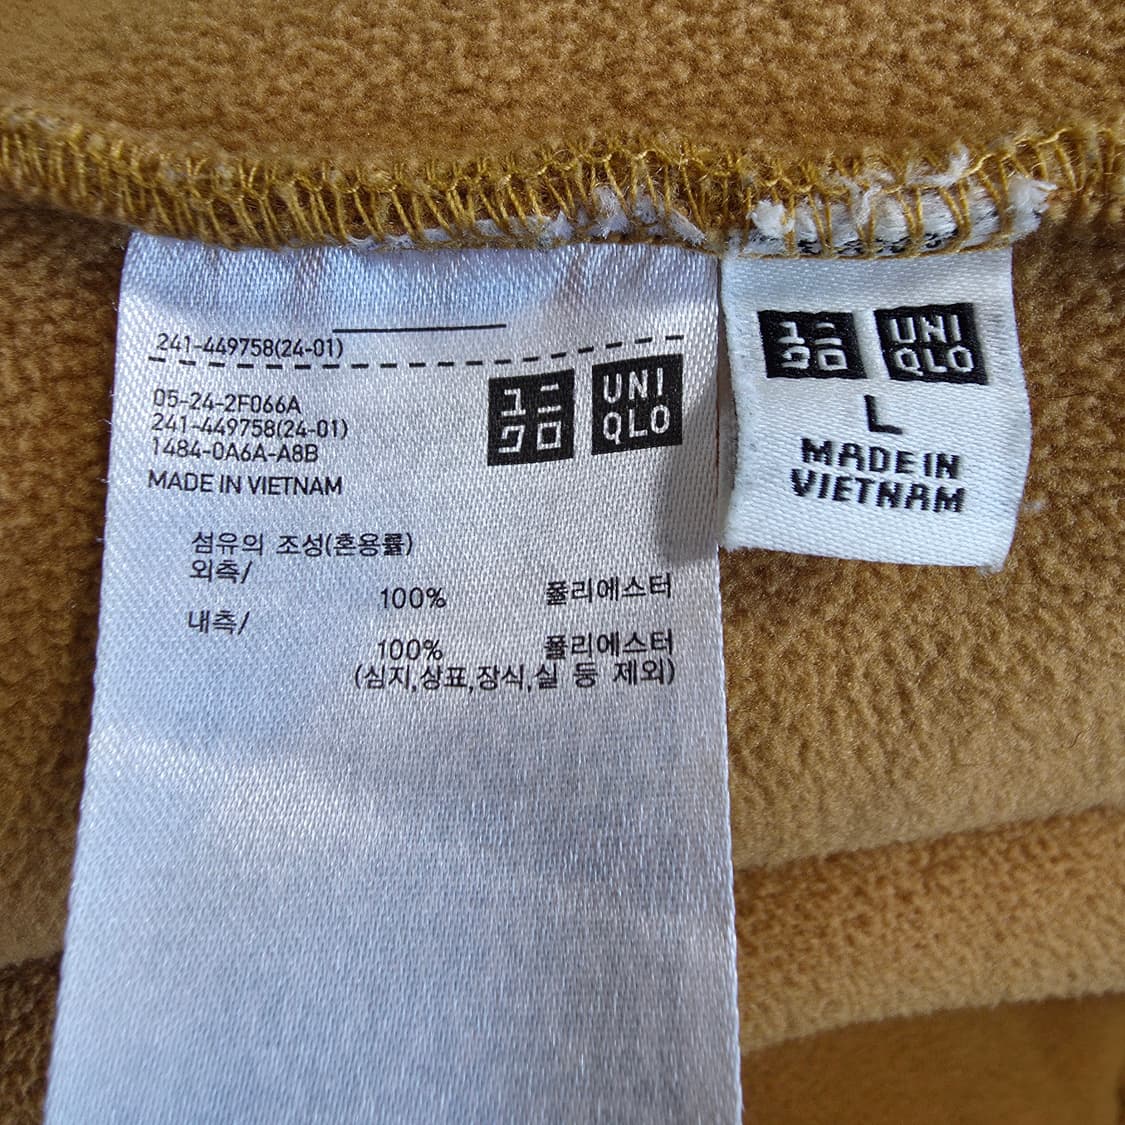 241-449758(24-01)
05-24-2F066A
241-449758(24-01)
1484-0A6A-A8B
MADE IN VIETNAM
ユニ
クロ
UNI
QLO
섬유의 조성(혼용률)
외측/
100% 폴리에스터
내측/
100% 폴리에스터
(심지,상표,장식,실 등 제외)
ユニ
クロ
UNI
QLO
L
MADE IN
VIETNAM